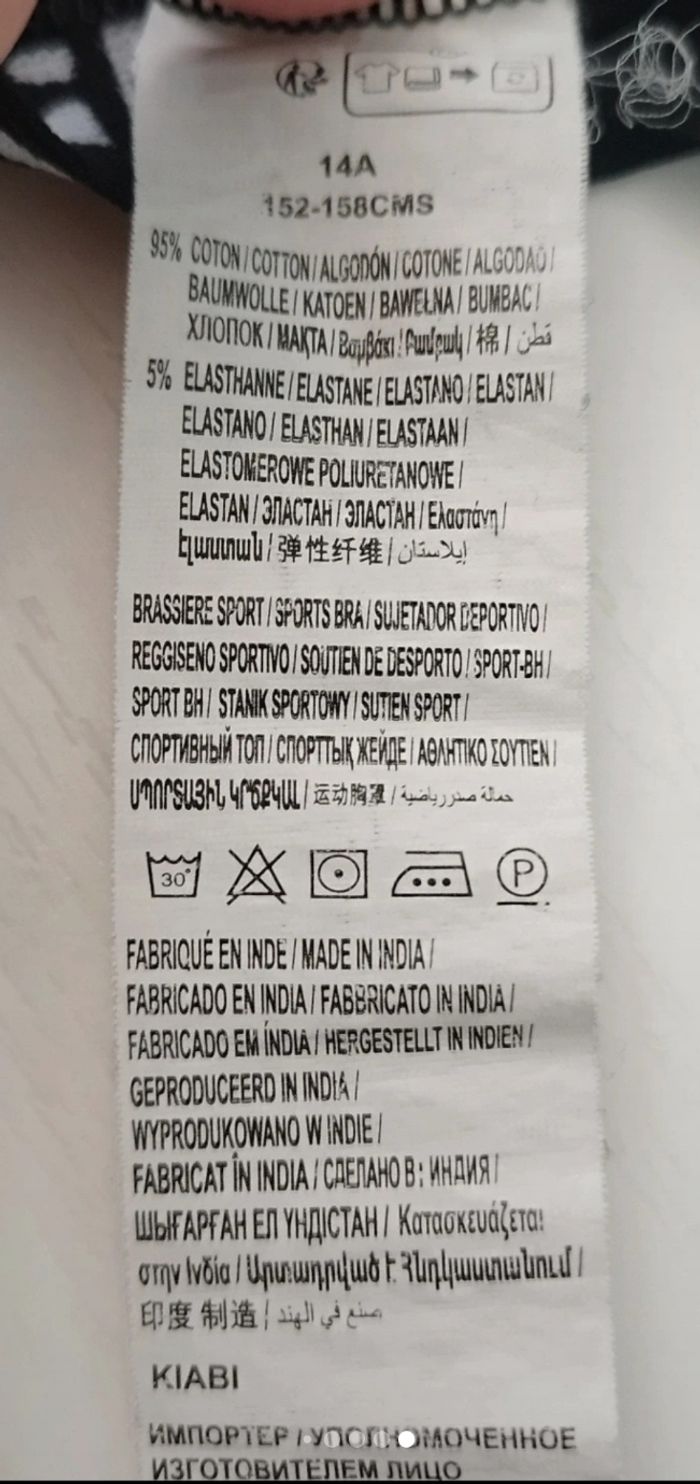 14A
152-158CMS
95% COTON / COTTON / ALGODÓN / COTONE / ALGODAO /
BAUMWOLLE / KATOEN / BAWEŁNA / BUMBAC /
ХЛОПОК / МАҚТА / Βαμβάκι / Բամբակ / 棉 / قطن
5% ELASTHANNE / ELASTANE / ELASTANO / ELASTAN /
ELASTANO / ELASTHAN / ELASTAAN /
ELASTOMEROWE POLIURETANOWE /
ELASTAN / ЭЛАСТАН / ЭЛАСТАН / Ελαστάνη /
Էլաստան / 弹性纤维 / إيلاستان
BRASSIERE SPORT / SPORTS BRA / SUJETADOR DEPORTIVO /
REGGISENO SPORTIVO / SOUTIEN DE DESPORTO / SPORT-BH /
SPORT BH / STANIK SPORTOWY / SUTIEN SPORT /
СПОРТИВНЫЙ ТОП / СПОРТТЫҚ ЖЕЙДЕ / ΑΘΛΗΤΙΚΟ ΣΟΥΤΙΕΝ /
ՍՊՈՐՏԱՅԻՆ ԿՐԾՔԿԱԼ / 运动胸罩 / حمالة صدر رياضية
30°
P
FABRIQUÉ EN INDE / MADE IN INDIA /
FABRICADO EN INDIA / FABBRICATO IN INDIA /
FABRICADO EM ÍNDIA / HERGESTELLT IN INDIEN /
GEPRODUCEERD IN INDIA /
WYPRODUKOWANO W INDIE /
FABRICAT ÎN INDIA / СДЕЛАНО В: ИНДИЯ /
ШЫҒАРҒАН ЕЛ ҮНДІСТАН / Κατασκευάζεται
στην Ινδία / Արտադրված է Հնդկաստանում /
印度 制造 / صنع في الهند
KIABI
ИМПОРТЕР / УПОЛНОМОЧЕННОЕ
ИЗГОТОВИТЕЛЕМ ЛИЦО